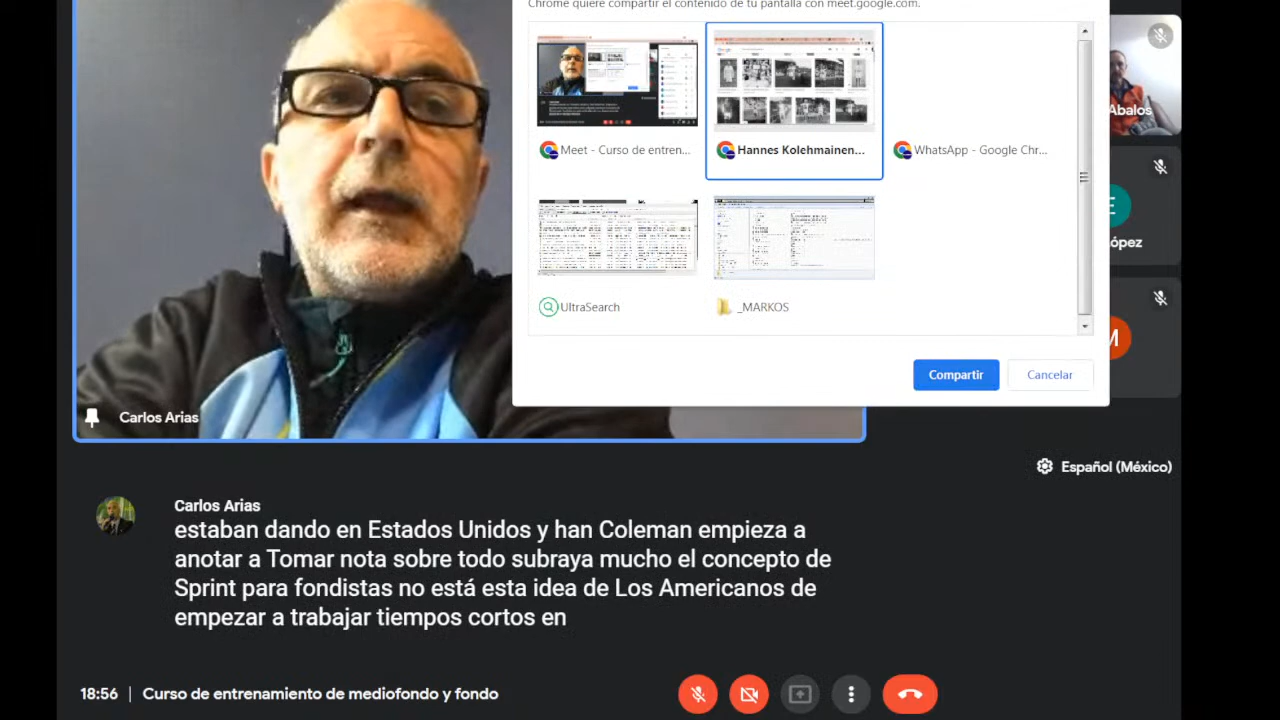 Chrome quiere compartir el contenido de tu pantalla con meet.google.com.
Meet - Curso de entren...
Hannes Kolehmainen...
WhatsApp - Google Chr...
UltraSearch
_MARKOS
Compartir
Cancelar
Abalos
E
ópez
M
Carlos Arias
Español (México)
Carlos Arias
estaban dando en Estados Unidos y han Coleman empieza a
anotar a Tomar nota sobre todo subraya mucho el concepto de
Sprint para fondistas no está esta idea de Los Americanos de
empezar a trabajar tiempos cortos en
18:56 | Curso de entrenamiento de mediofondo y fondo